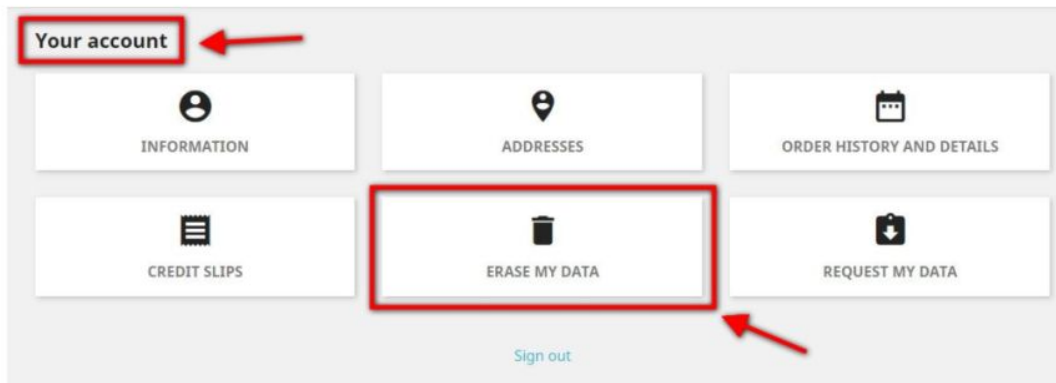 Your account
INFORMATION
ADDRESSES
ORDER HISTORY AND DETAILS
CREDIT SLIPS
ERASE MY DATA
REQUEST MY DATA
Sign out